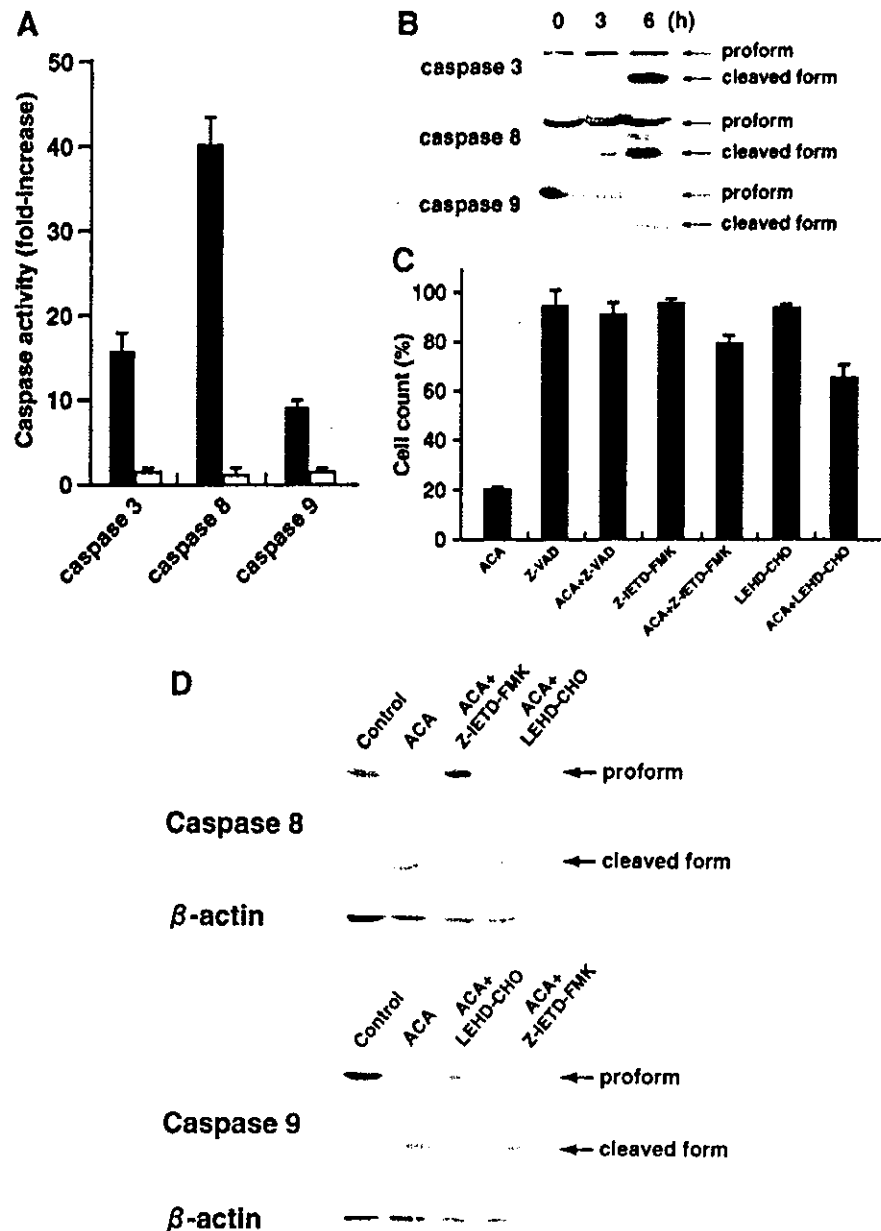 A
Caspase activity (fold-increase)
50
40
30
20
10
0
caspase 3
caspase 8
caspase 9
B
0 3 6 (h)
caspase 3
proform
cleaved form
caspase 8
proform
cleaved form
caspase 9
proform
cleaved form
C
Cell count (%)
100
80
60
40
20
0
ACA
Z-VAD
ACA+Z-VAD
Z-IETD-FMK
ACA+Z-IETD-FMK
LEHD-CHO
ACA+LEHD-CHO
D
Control
ACA
ACA+
Z-IETD-FMK
ACA+
LEHD-CHO
proform
Caspase 8
cleaved form
β-actin
Control
ACA
ACA+
LEHD-CHO
ACA+
Z-IETD-FMK
proform
Caspase 9
cleaved form
β-actin